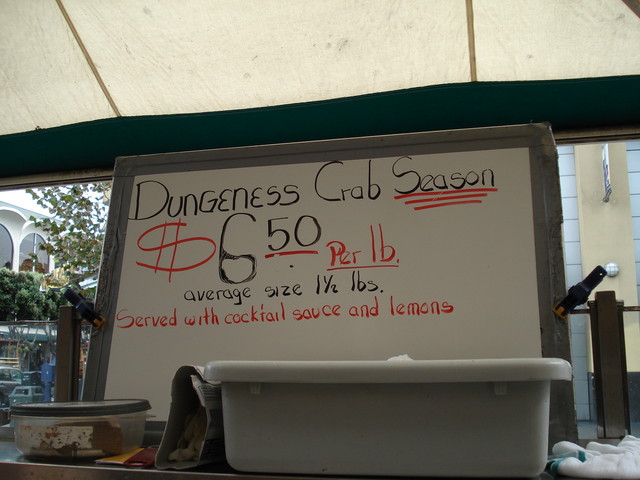 DUNGENESS Crab Season
$6 50 Per lb.
average size 1½ lbs.
Served with cocktail sauce and lemons